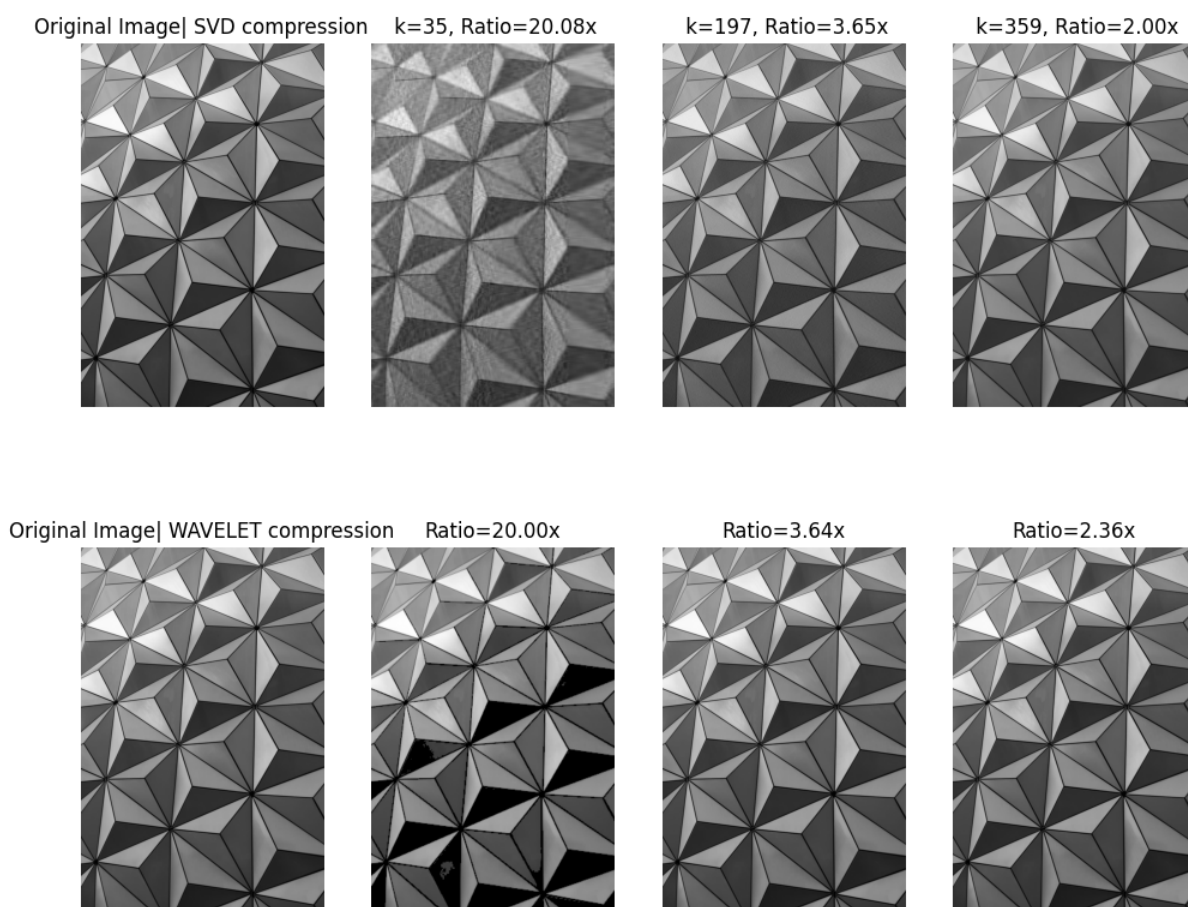 Original Image| SVD compression
k=35, Ratio=20.08x
k=197, Ratio=3.65x
k=359, Ratio=2.00x
Original Image| WAVELET compression
Ratio=20.00x
Ratio=3.64x
Ratio=2.36x